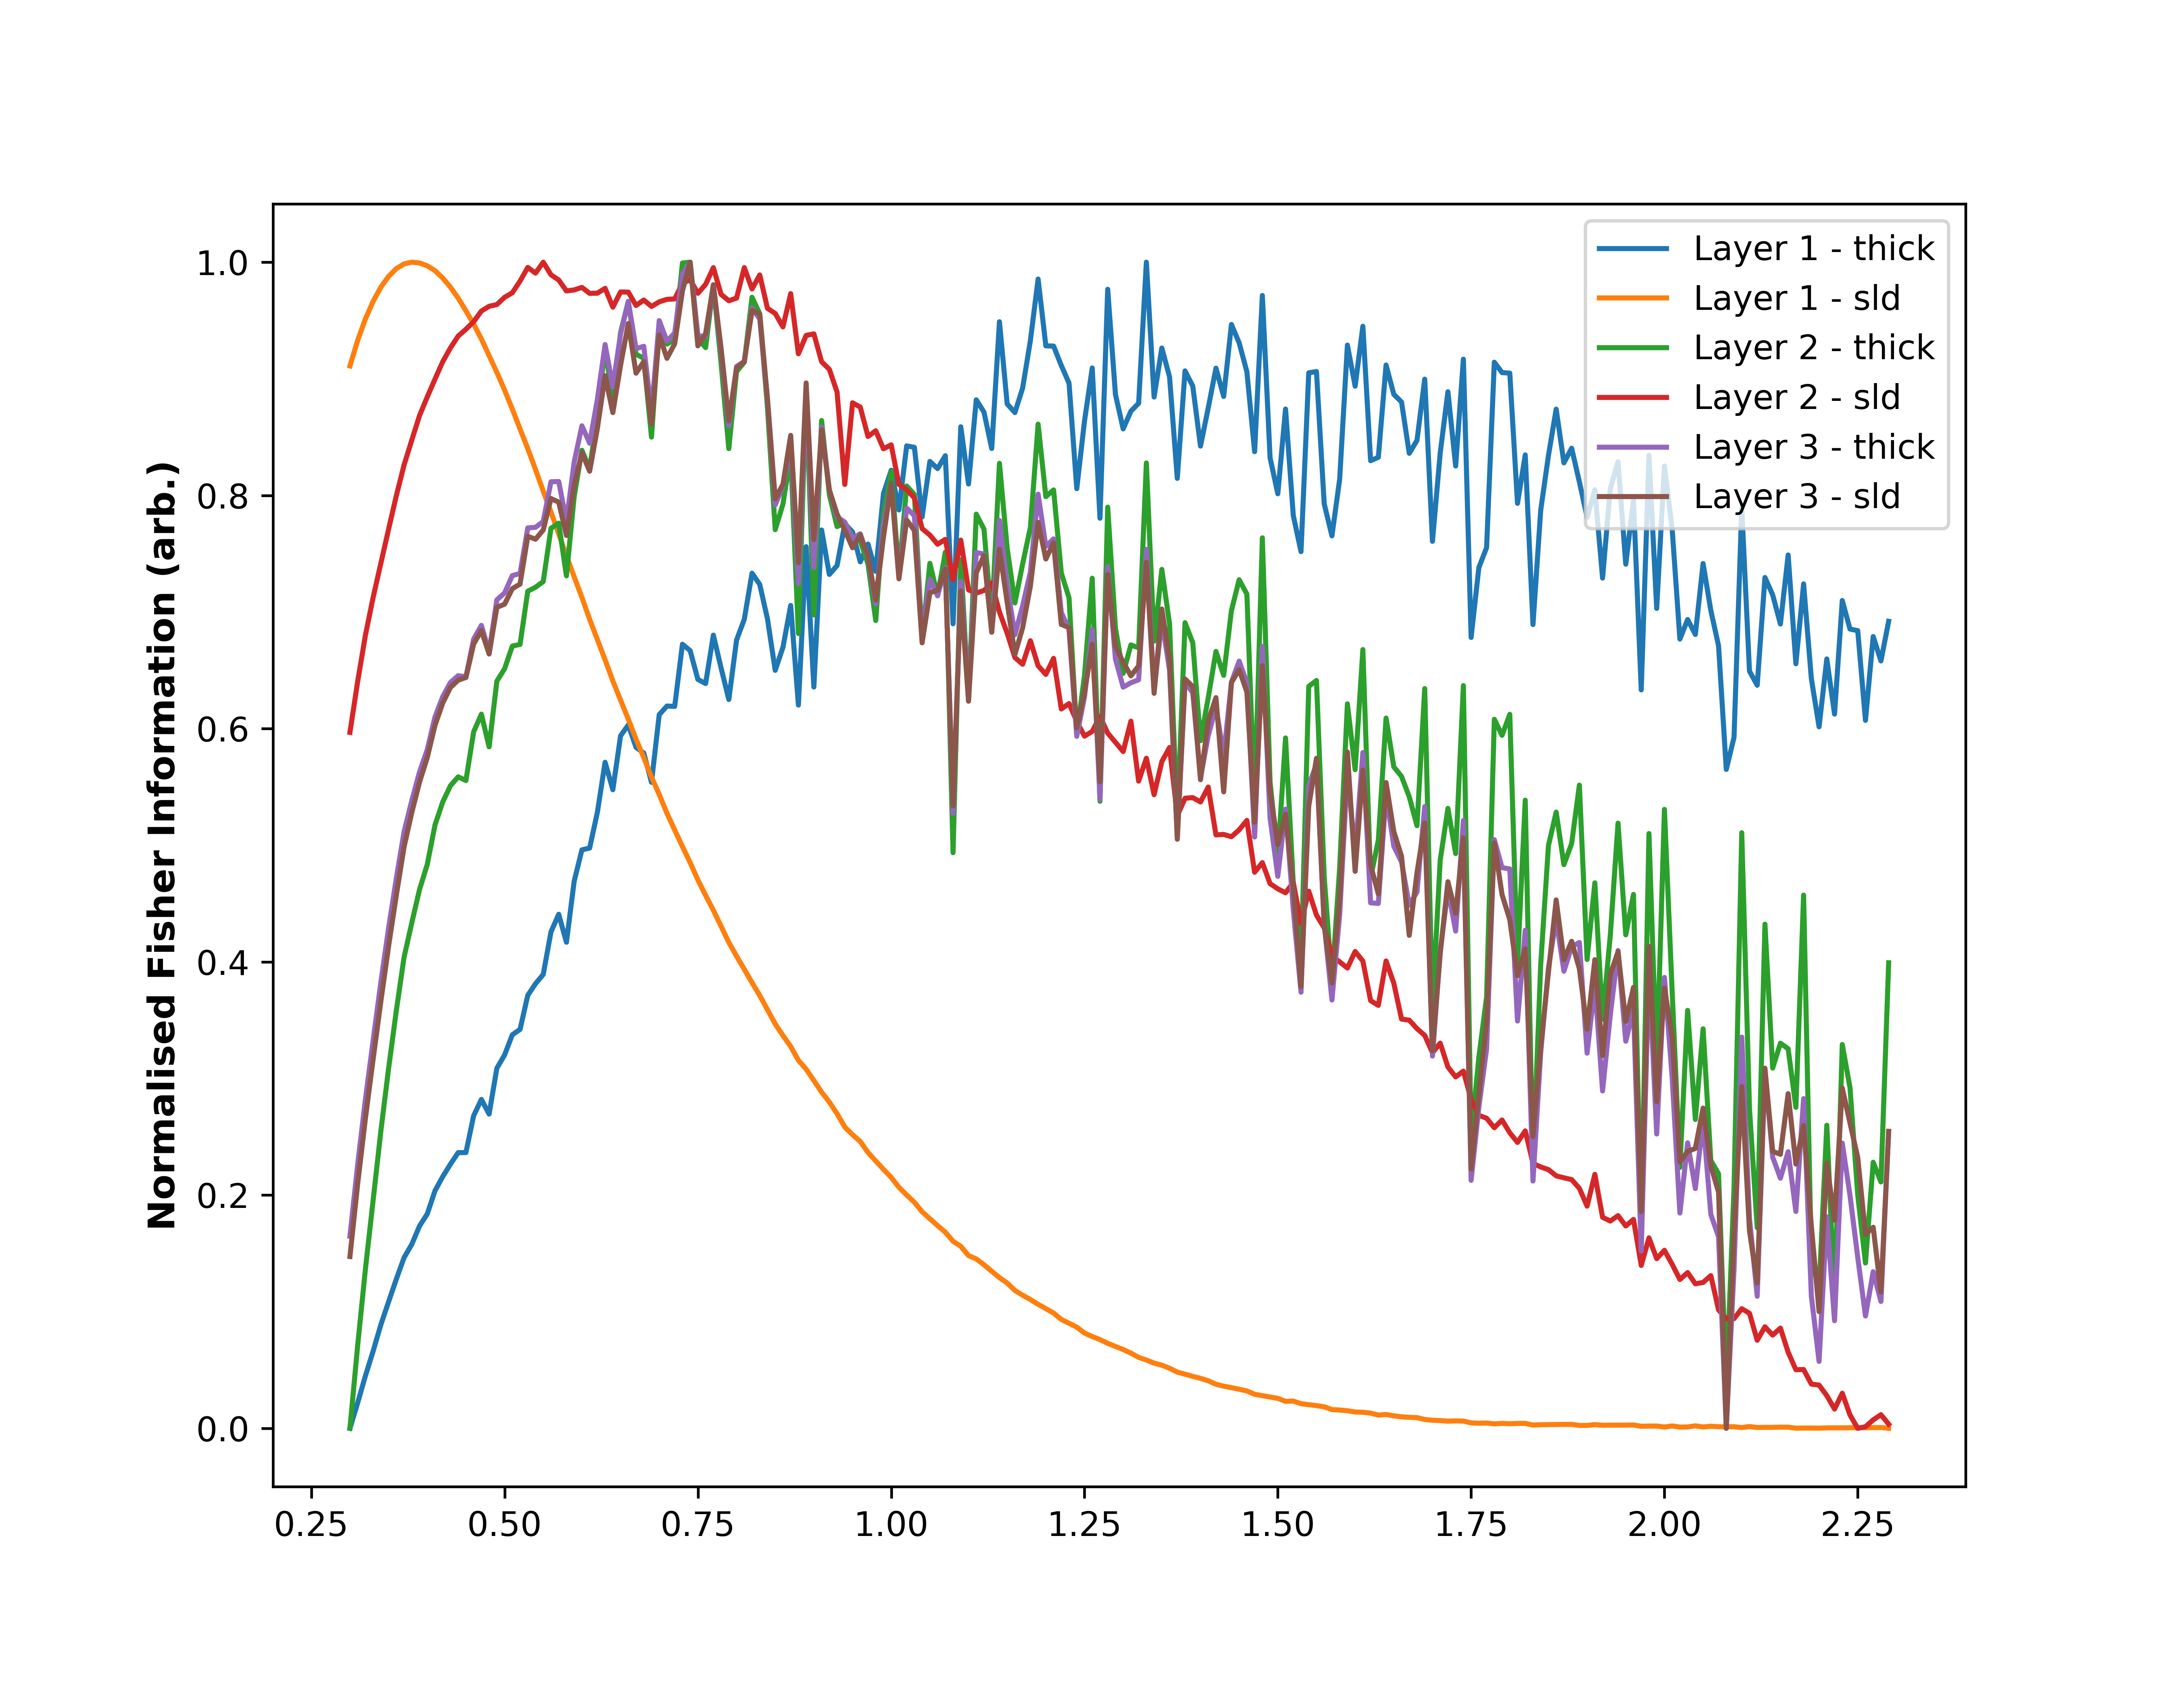 Normalised Fisher Information (arb.)
1.0
0.8
0.6
0.4
0.2
0.0
0.25 0.50 0.75 1.00 1.25 1.50 1.75 2.00 2.25
Layer 1 - thick
Layer 1 - sld
Layer 2 - thick
Layer 2 - sld
Layer 3 - thick
Layer 3 - sld